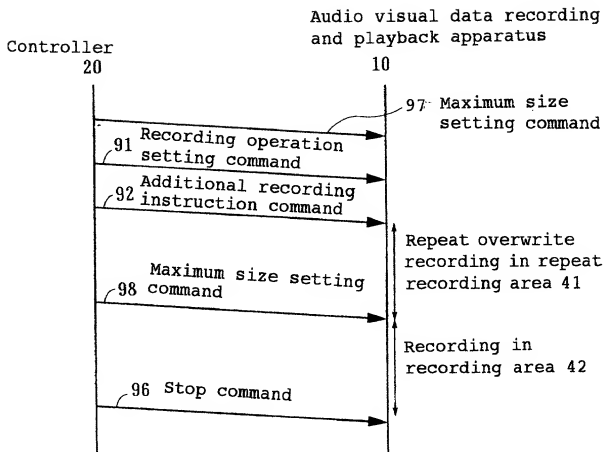 Audio visual data recording
and playback apparatus
Controller
20
10
97 Maximum size
setting command
91 Recording operation
setting command
92 Additional recording
instruction command
Repeat overwrite
recording in repeat
recording area 41
98 Maximum size setting
command
Recording in
recording area 42
96 Stop command